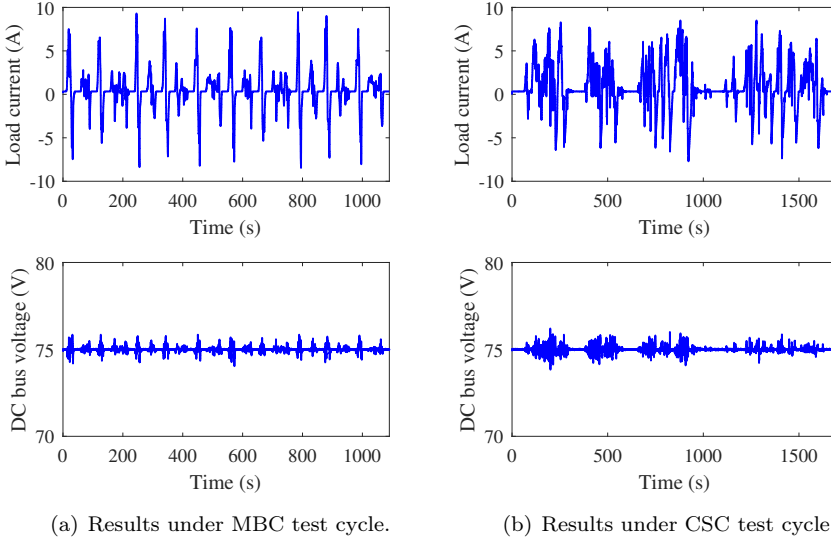 10
5
0
-5
-10
Load current (A)
0 200 400 600 800 1000
Time (s)
10
5
0
-5
-10
Load current (A)
0 500 1000 1500
Time (s)
80
75
70
DC bus voltage (V)
0 200 400 600 800 1000
Time (s)
80
75
70
DC bus voltage (V)
0 500 1000 1500
Time (s)
(a) Results under MBC test cycle.
(b) Results under CSC test cycle